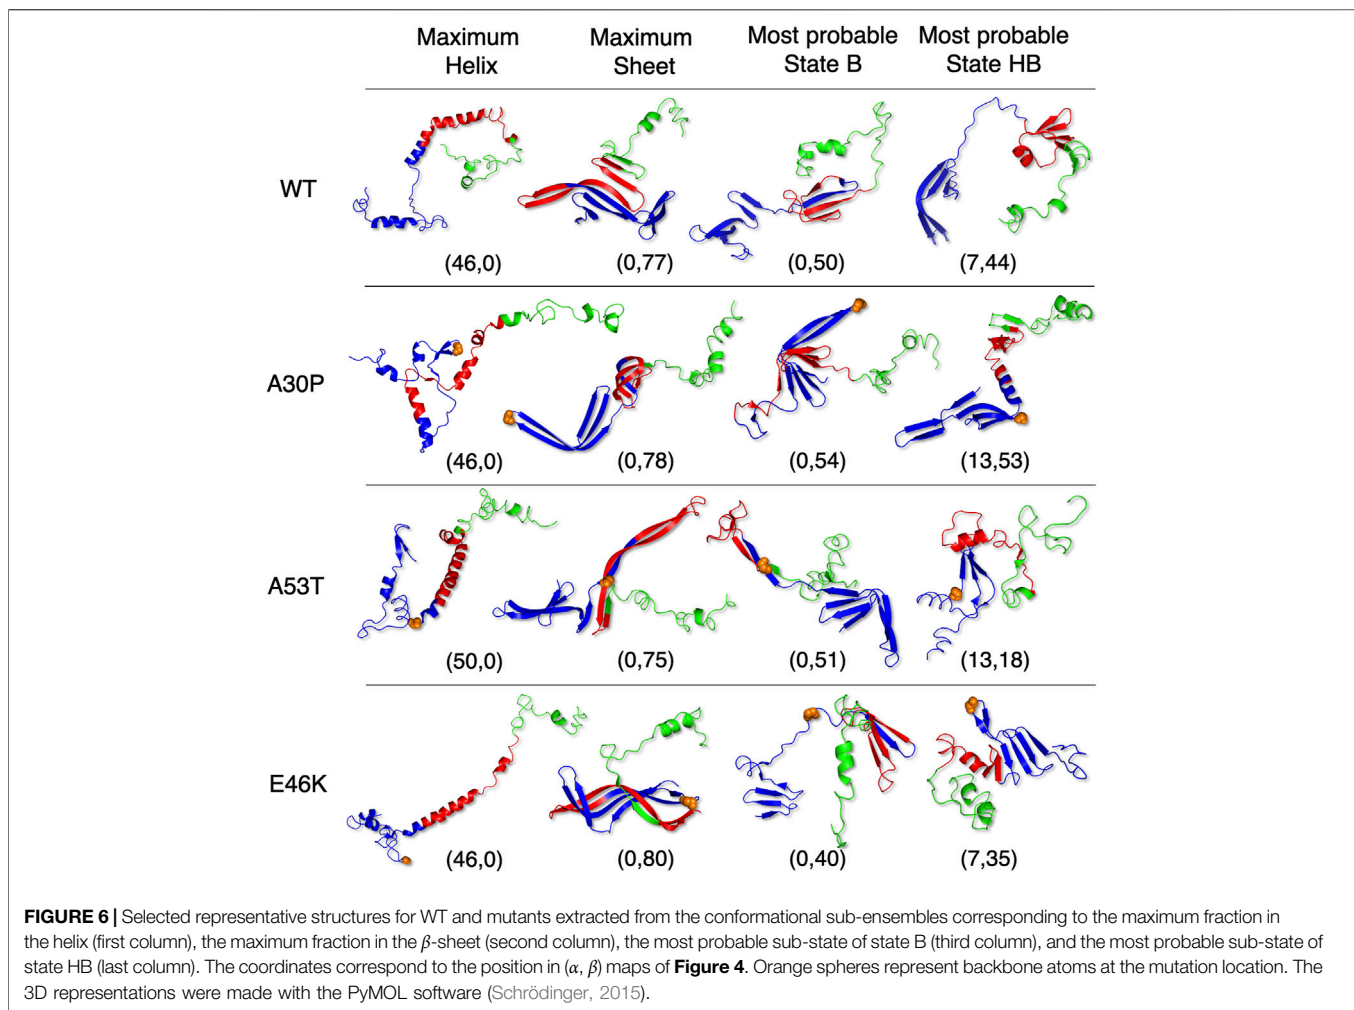 Maximum Helix
Maximum Sheet
Most probable State B
Most probable State HB
WT
(46,0)
(0,77)
(0,50)
(7,44)
A30P
(46,0)
(0,78)
(0,54)
(13,53)
A53T
(50,0)
(0,75)
(0,51)
(13,18)
E46K
(46,0)
(0,80)
(0,40)
(7,35)
FIGURE 6 | Selected representative structures for WT and mutants extracted from the conformational sub-ensembles corresponding to the maximum fraction in
the helix (first column), the maximum fraction in the β-sheet (second column), the most probable sub-state of state B (third column), and the most probable sub-state of
state HB (last column). The coordinates correspond to the position in (α, β) maps of Figure 4. Orange spheres represent backbone atoms at the mutation location. The
3D representations were made with the PyMOL software (Schrödinger, 2015).